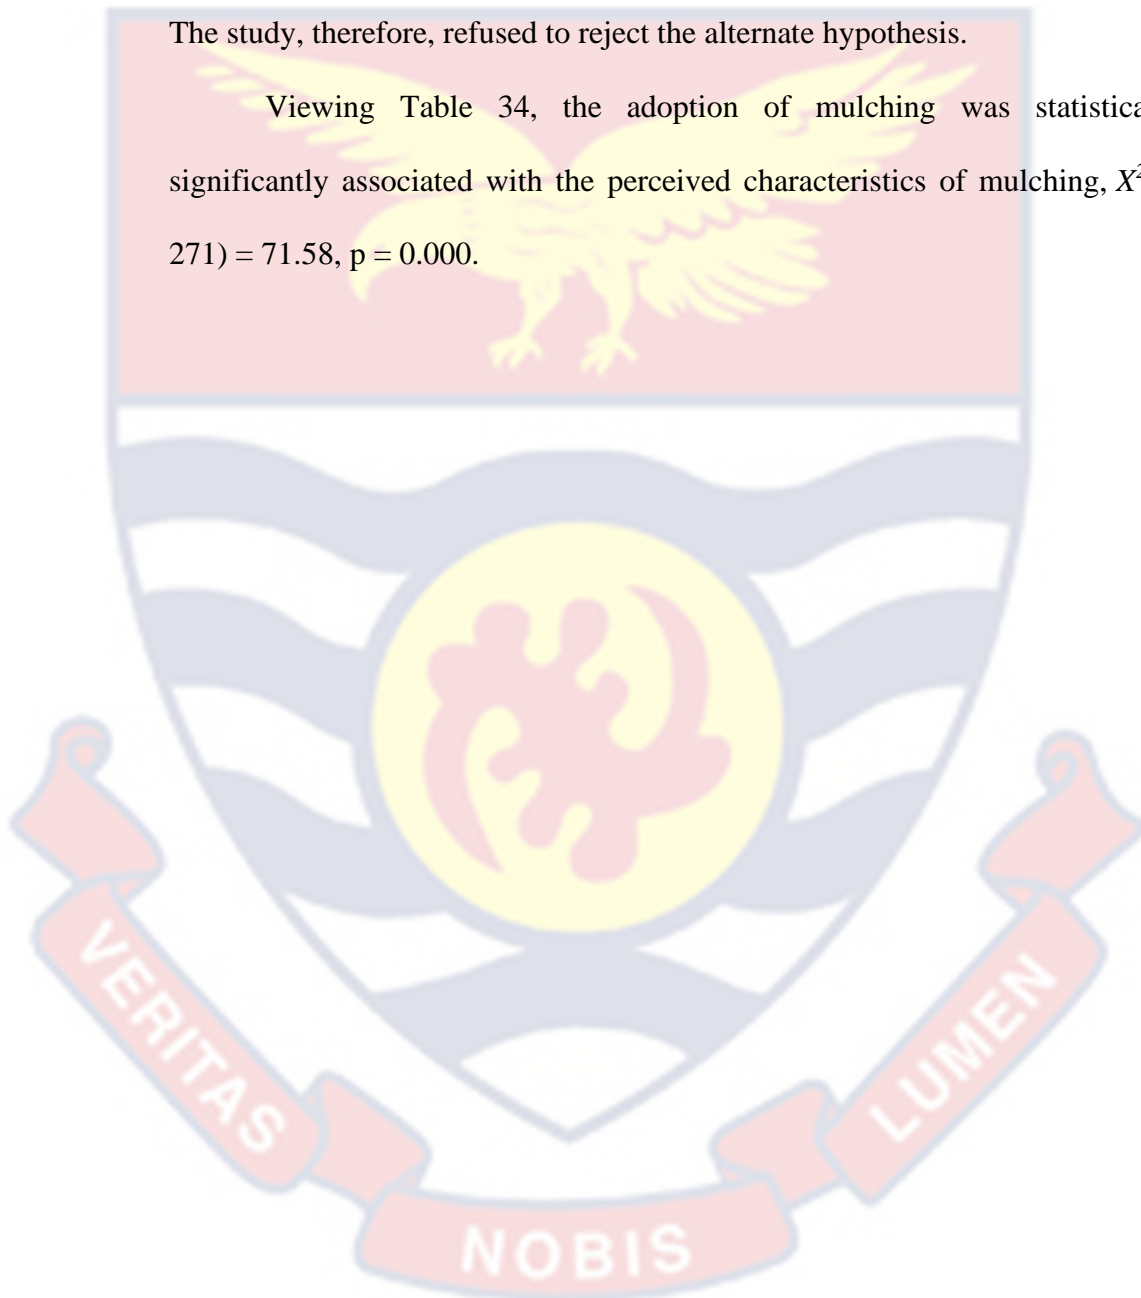 The study, therefore, refused to reject the alternate hypothesis.
Viewing Table 34, the adoption of mulching was
significantly associated with the perceived characteristics of mulching, X²
271) = 71.58, p = 0.000.
VERITAS
NOBIS
LUMEN